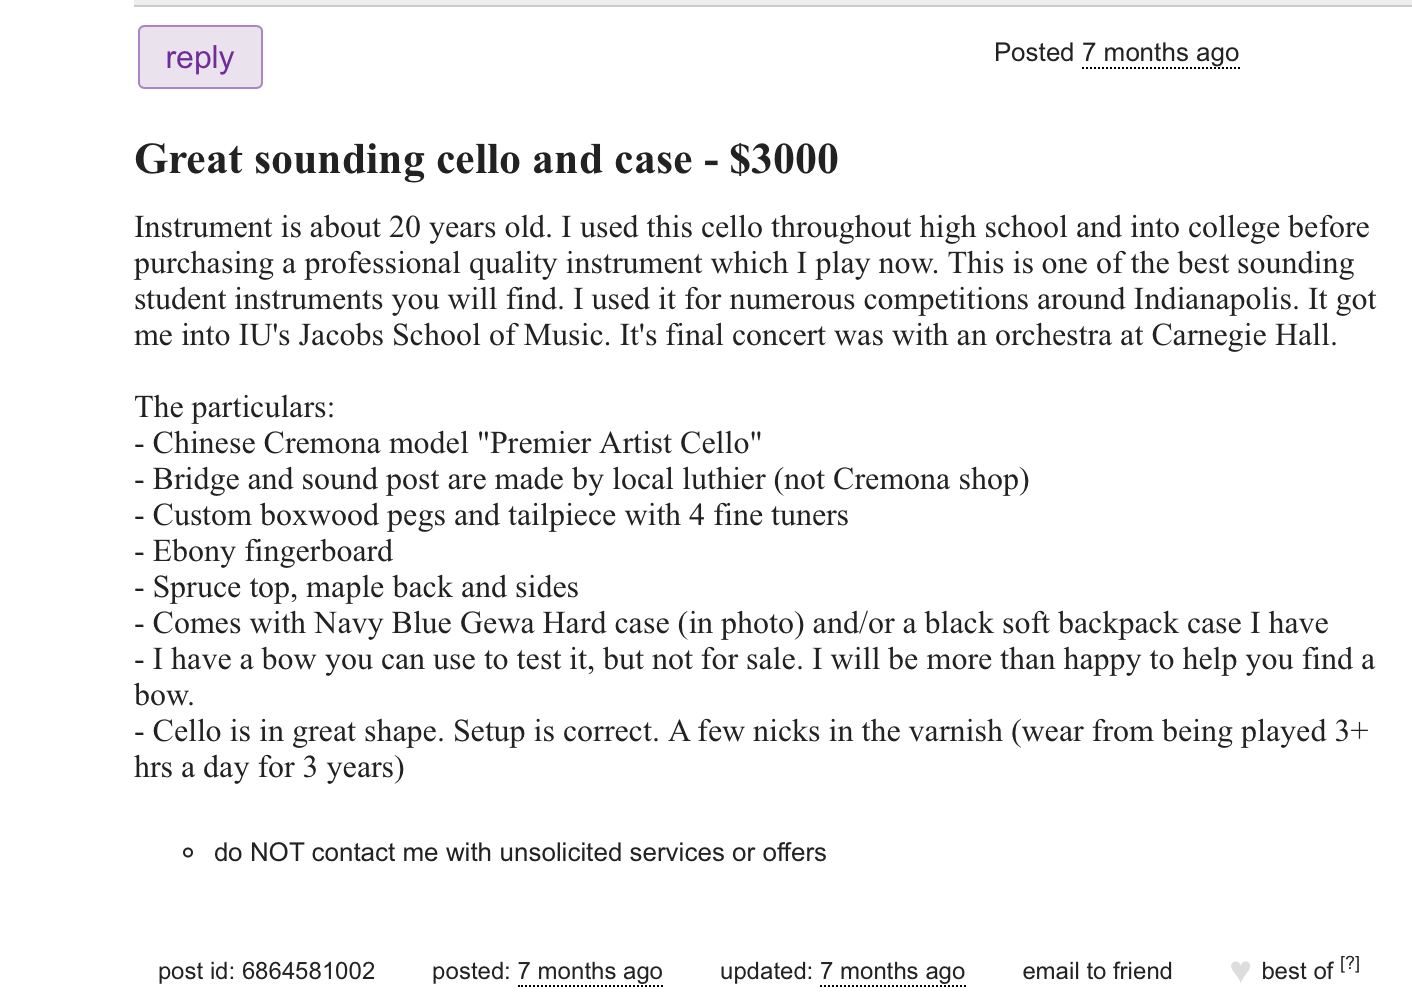 reply
Posted 7 months ago
Great sounding cello and case - $3000
Instrument is about 20 years old. I used this cello throughout high school and into college before
purchasing a professional quality instrument which I play now. This is one of the best sounding
student instruments you will find. I used it for numerous competitions around Indianapolis. It got
me into IU's Jacobs School of Music. It's final concert was with an orchestra at Carnegie Hall.
The particulars:
- Chinese Cremona model "Premier Artist Cello"
- Bridge and sound post are made by local luthier (not Cremona shop)
- Custom boxwood pegs and tailpiece with 4 fine tuners
- Ebony fingerboard
- Spruce top, maple back and sides
- Comes with Navy Blue Gewa Hard case (in photo) and/or a black soft backpack case I have
- I have a bow you can use to test it, but not for sale. I will be more than happy to help you find a
bow.
- Cello is in great shape. Setup is correct. A few nicks in the varnish (wear from being played 3+
hrs a day for 3 years)
do NOT contact me with unsolicited services or offers
post id: 6864581002 posted: 7 months ago updated: 7 months ago email to friend ♥ best of [?]